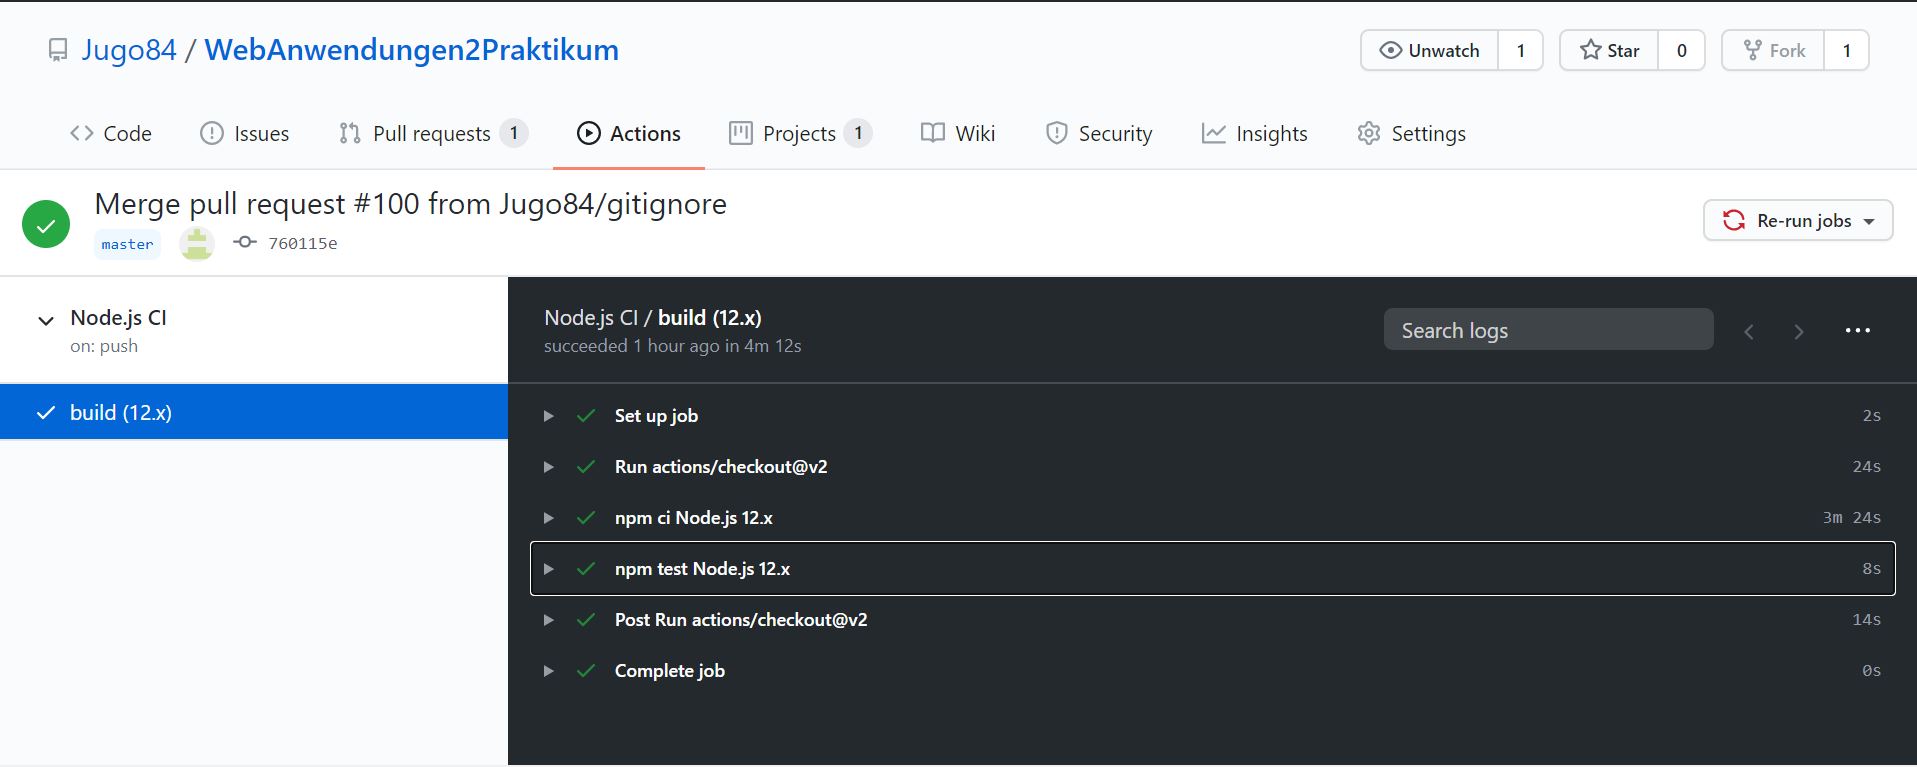 Jugo84 / WebAnwendungen2Praktikum
Unwatch 1 Star 0 Fork 1
Code Issues Pull requests 1 Actions Projects 1 Wiki Security Insights Settings
Merge pull request #100 from Jugo84/gitignore
master 760115e
Re-run jobs
Node.js CI
on: push
build (12.x)
Node.js CI / build (12.x)
succeeded 1 hour ago in 4m 12s
Search logs
Set up job 2s
Run actions/checkout@v2 24s
npm ci Node.js 12.x 3m 24s
npm test Node.js 12.x 8s
Post Run actions/checkout@v2 14s
Complete job 0s